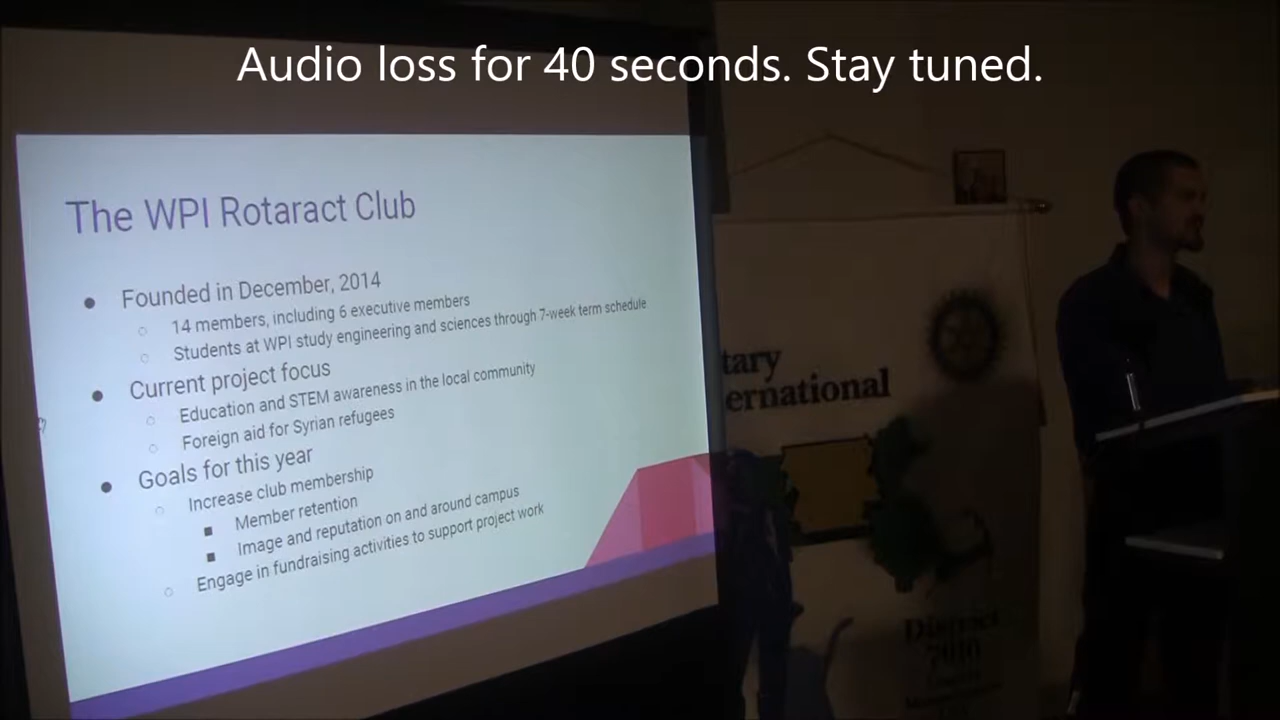 Audio loss for 40 seconds. Stay tuned.
The WPI Rotaract Club
● Founded in December, 2014
○ 14 members, including 6 executive members
○ Students at WPI study engineering and sciences through 7-week term schedule
● Current project focus
○ Education and STEM awareness in the local community
○ Foreign aid for Syrian refugees
● Goals for this year
○ Increase club membership
■ Member retention
■ Image and reputation on and around campus
○ Engage in fundraising activities to support project work
tary
ernational
District